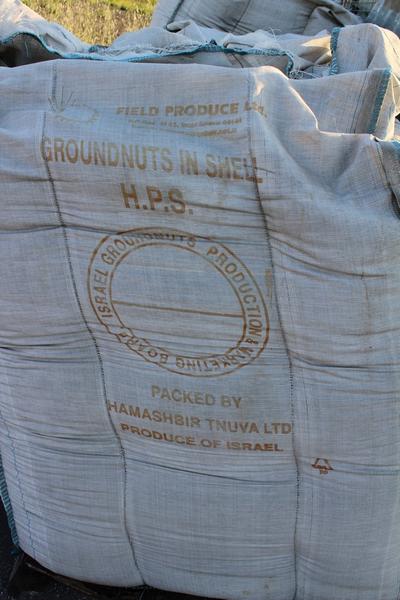 FIELD PRODUCE Ltd.
GROUNDNUTS IN SHELL
H.P.S.
ISRAEL GROUNDNUTS PRODUCTION & MARKETING BOARD
PACKED BY
HAMASHBIR TNUVA LTD
PRODUCE OF ISRAEL
PP